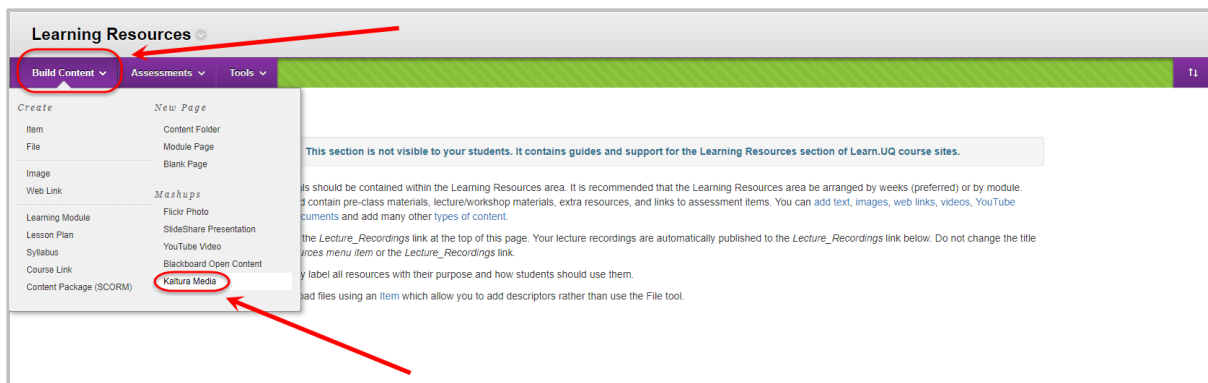 Learning Resources
Build Content
Assessments
Tools
Create
Item
File
Image
Web Link
Learning Module
Lesson Plan
Syllabus
Course Link
Content Package (SCORM)
New Page
Content Folder
Module Page
Blank Page
Mashups
Flickr Photo
SlideShare Presentation
YouTube Video
Blackboard Open Content
Kaltura Media
This section is not visible to your students. It contains guides and support for the Learning Resources section of Learn.UQ course sites.
should be contained within the Learning Resources area. It is recommended that the Learning Resources area be arranged by weeks (preferred) or by module.
contain pre-class materials, lecture/workshop materials, extra resources, and links to assessment items. You can add text, images, web links, videos, YouTube
and add many other types of content.
the Lecture_Recordings link at the top of this page. Your lecture recordings are automatically published to the Lecture_Recordings link below. Do not change the title
menu item or the Lecture_Recordings link.
label all resources with their purpose and how students should use them.
files using an Item which allow you to add descriptors rather than use the File tool.